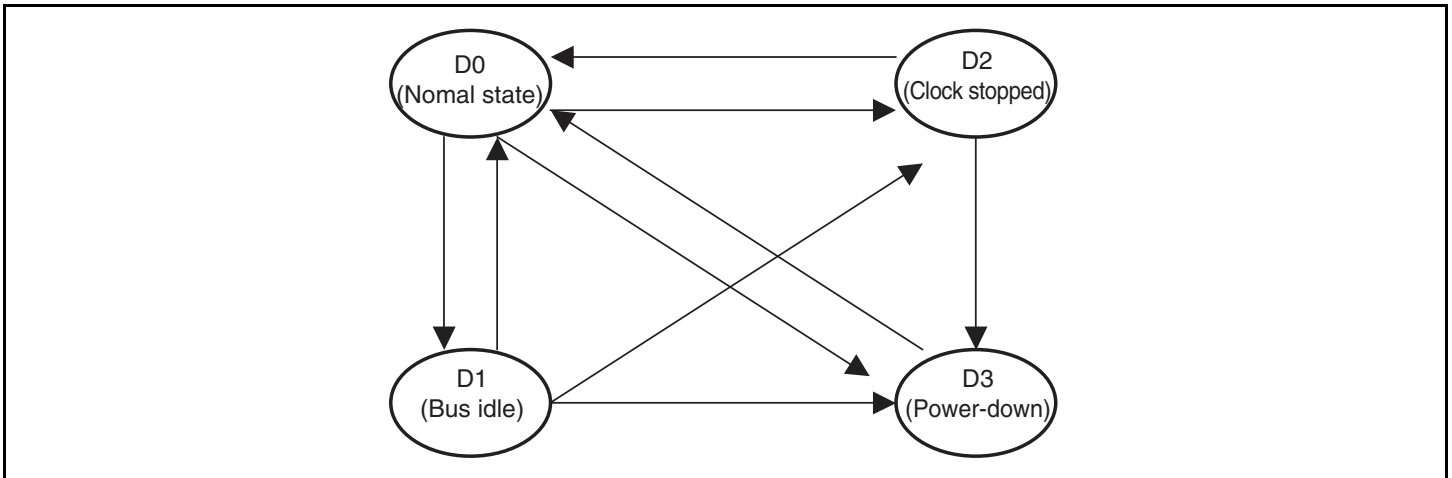 D0
(Nomal state)
D2
(Clock stopped)
D1
(Bus idle)
D3
(Power-down)